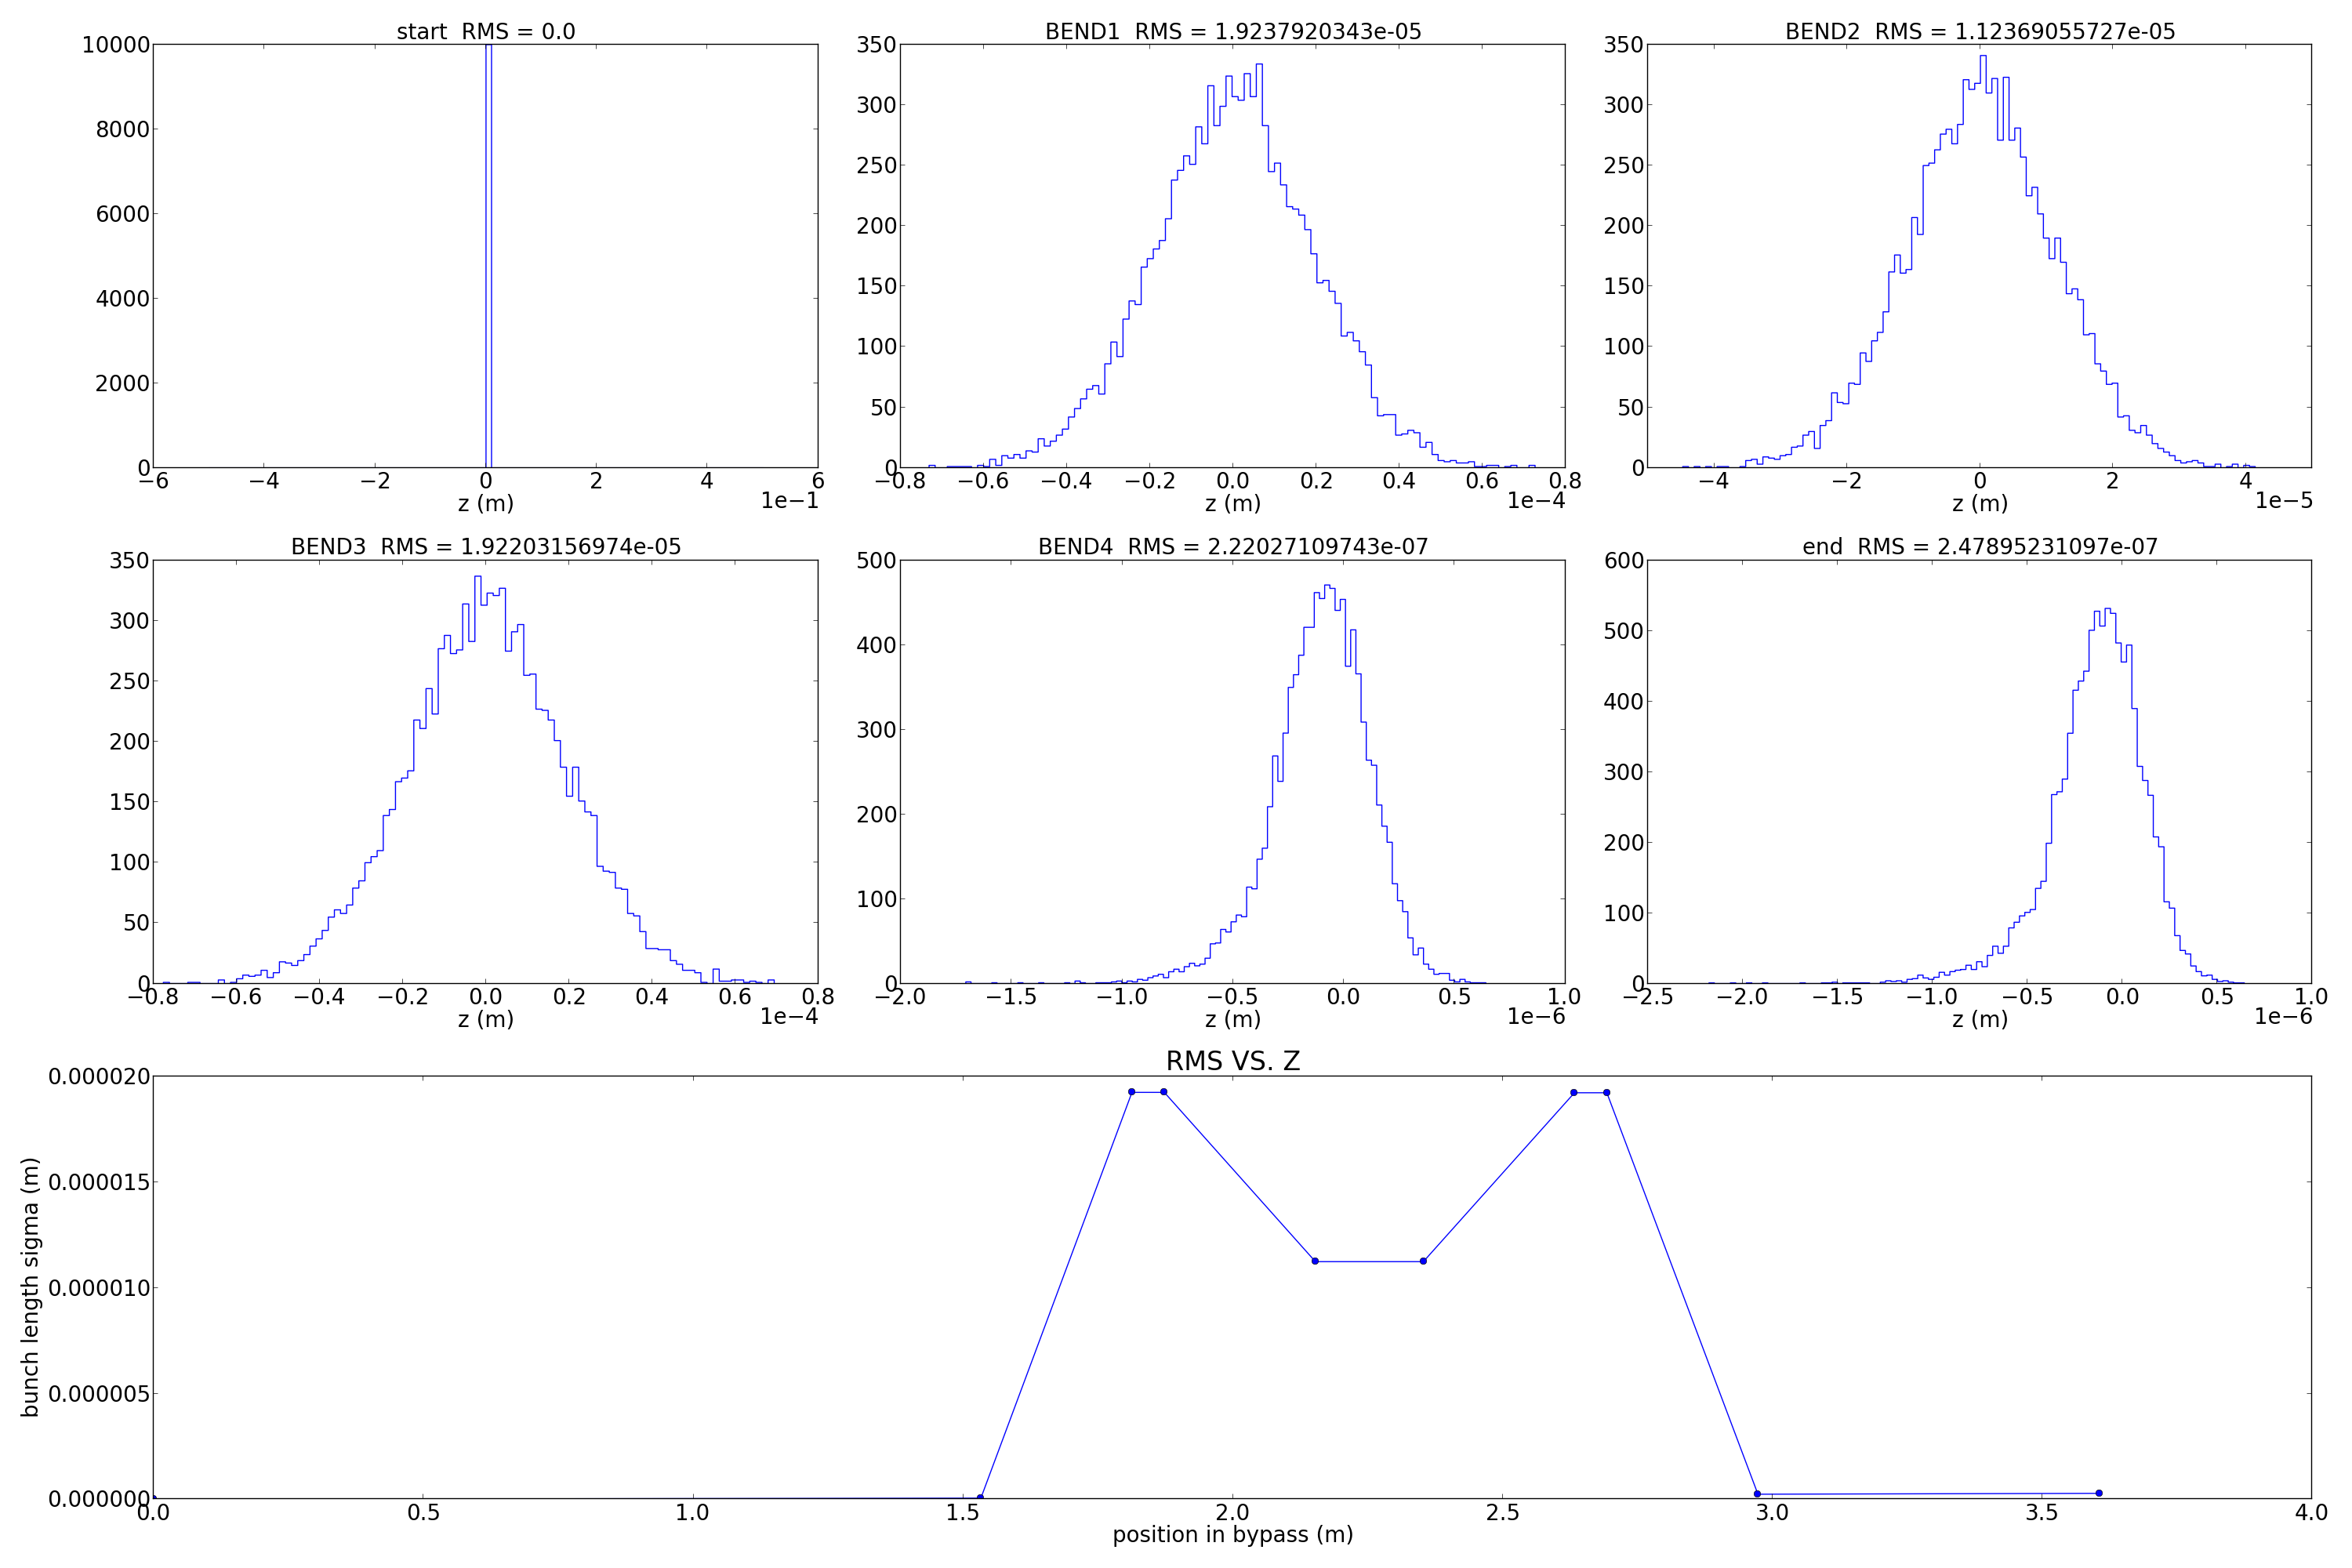 start  RMS = 0.0
BEND1  RMS = 1.9237920343e-05
BEND2  RMS = 1.12369055727e-05
10000
8000
6000
4000
2000
0
−6 −4 −2 0 2 4 6
z (m)
1e−1
350
300
250
200
150
100
50
0
−0.8 −0.6 −0.4 −0.2 0.0 0.2 0.4 0.6 0.8
z (m)
1e−4
350
300
250
200
150
100
50
0
−4 −2 0 2 4
z (m)
1e−5
BEND3  RMS = 1.92203156974e-05
BEND4  RMS = 2.22027109743e-07
end  RMS = 2.47895231097e-07
350
300
250
200
150
100
50
0
−0.8 −0.6 −0.4 −0.2 0.0 0.2 0.4 0.6 0.8
z (m)
1e−4
500
400
300
200
100
0
−2.0 −1.5 −1.0 −0.5 0.0 0.5 1.0
z (m)
1e−6
600
500
400
300
200
100
0
−2.5 −2.0 −1.5 −1.0 −0.5 0.0 0.5 1.0
z (m)
1e−6
RMS VS. Z
bunch length sigma (m)
0.000020
0.000015
0.000010
0.000005
0.000000
0.0 0.5 1.0 1.5 2.0 2.5 3.0 3.5 4.0
position in bypass (m)